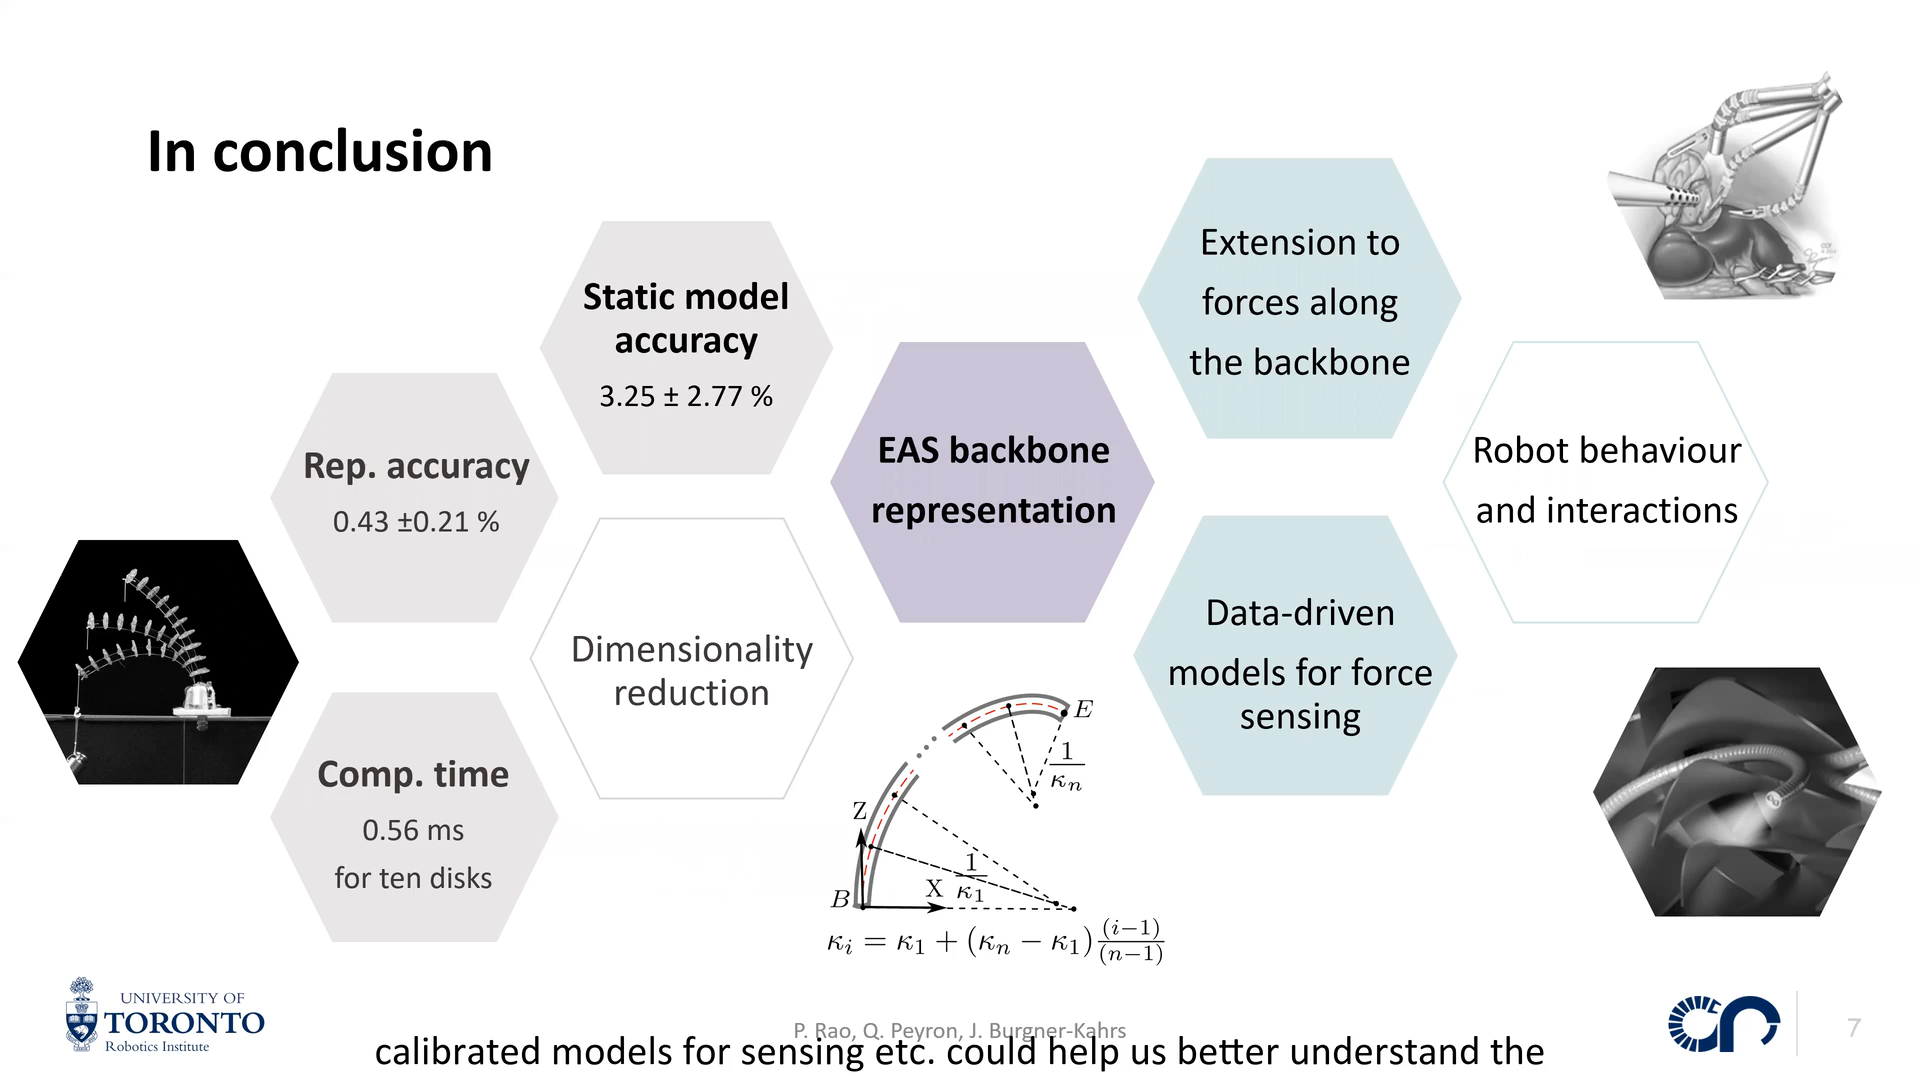 In conclusion
Static model
accuracy
3.25 ± 2.77 %
Rep. accuracy
0.43 ±0.21 %
Comp. time
0.56 ms
for ten disks
Dimensionality
reduction
EAS backbone
representation
Extension to
forces along
the backbone
Data-driven
models for force
sensing
Robot behaviour
and interactions
E
1/κn
Z
B
X
1/κ1
κi = κ1 + (κn − κ1) (i−1)/(n−1)
UNIVERSITY OF
TORONTO
Robotics Institute
P. Rao, Q. Peyron, J. Burgner-Kahrs
calibrated models for sensing etc. could help us better understand the
7